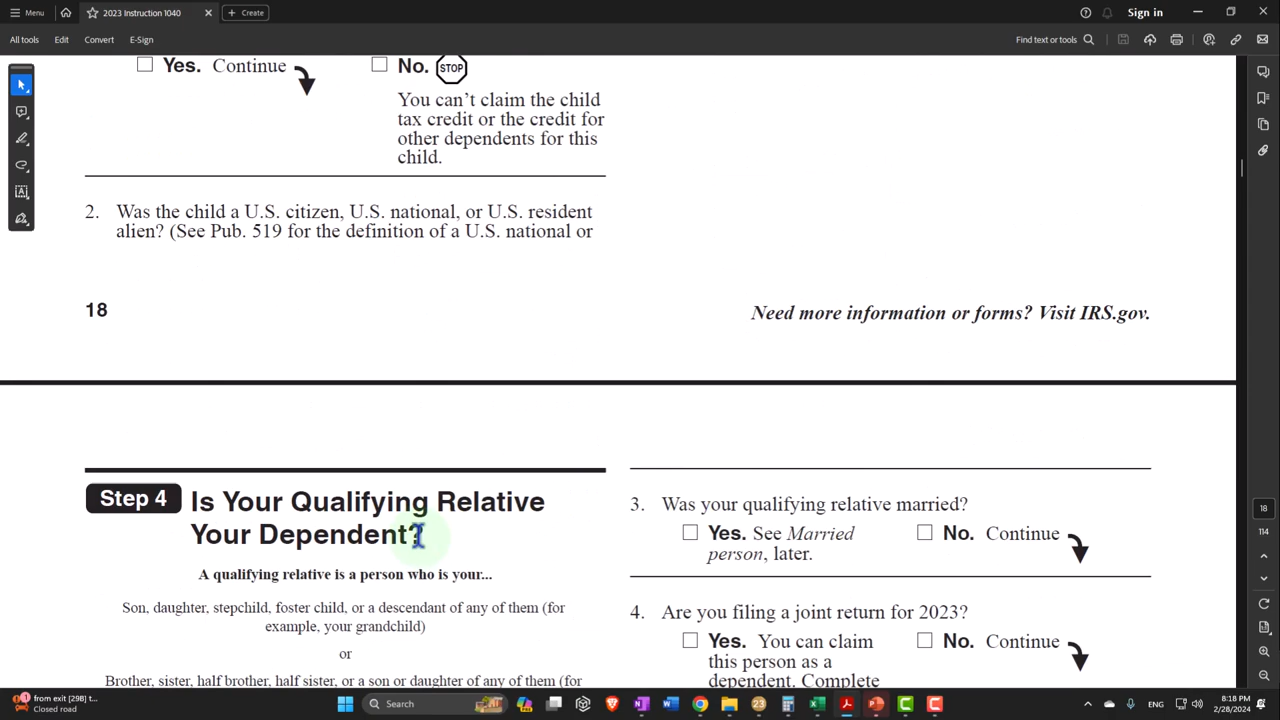 Menu
2023 Instruction 1040
Create
Sign in
All tools
Edit
Convert
E-Sign
Find text or tools
Yes. Continue
No. STOP
You can’t claim the child
tax credit or the credit for
other dependents for this
child.
2. Was the child a U.S. citizen, U.S. national, or U.S. resident
alien? (See Pub. 519 for the definition of a U.S. national or
18
Need more information or forms? Visit IRS.gov.
Step 4
Is Your Qualifying Relative
Your Dependent?
A qualifying relative is a person who is your...
Son, daughter, stepchild, foster child, or a descendant of any of them (for
example, your grandchild)
or
Brother, sister, half brother, half sister, or a son or daughter of any of them (for
3. Was your qualifying relative married?
Yes. See Married
person, later.
No. Continue
4. Are you filing a joint return for 2023?
Yes. You can claim
this person as a
dependent. Complete
No. Continue
18
114
from exit [298] t...
Closed road
Search
23
ENG
8:18 PM
2/28/2024